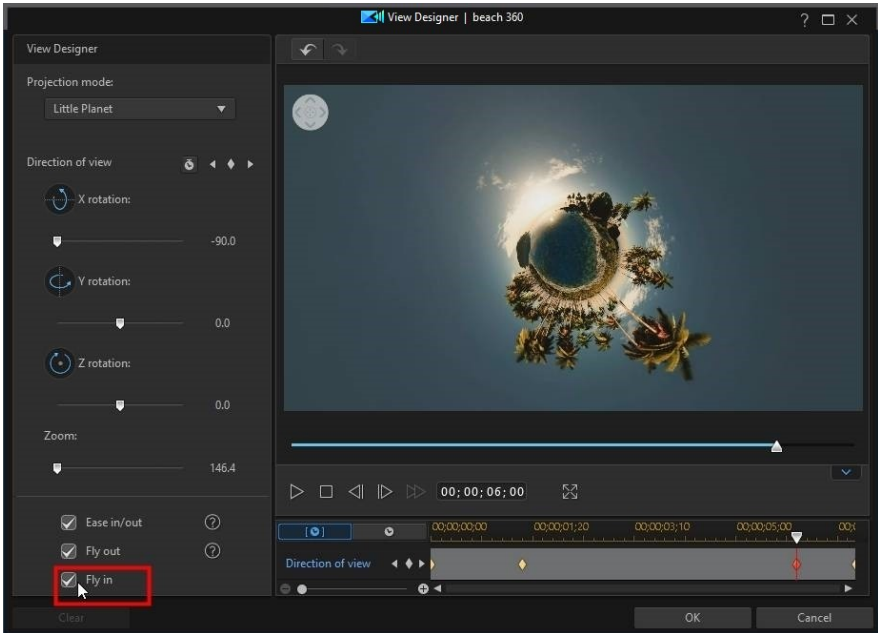 View Designer | beach 360
View Designer
Projection mode:
Little Planet
Direction of view
X rotation:
-90.0
Y rotation:
0.0
Z rotation:
0.0
Zoom:
146.4
Ease in/out
Fly out
Fly in
Clear
00; 00; 06; 00
00;00;00;00 00;00;01;20 00;00;03;10 00;00;05;00
Direction of view
OK Cancel